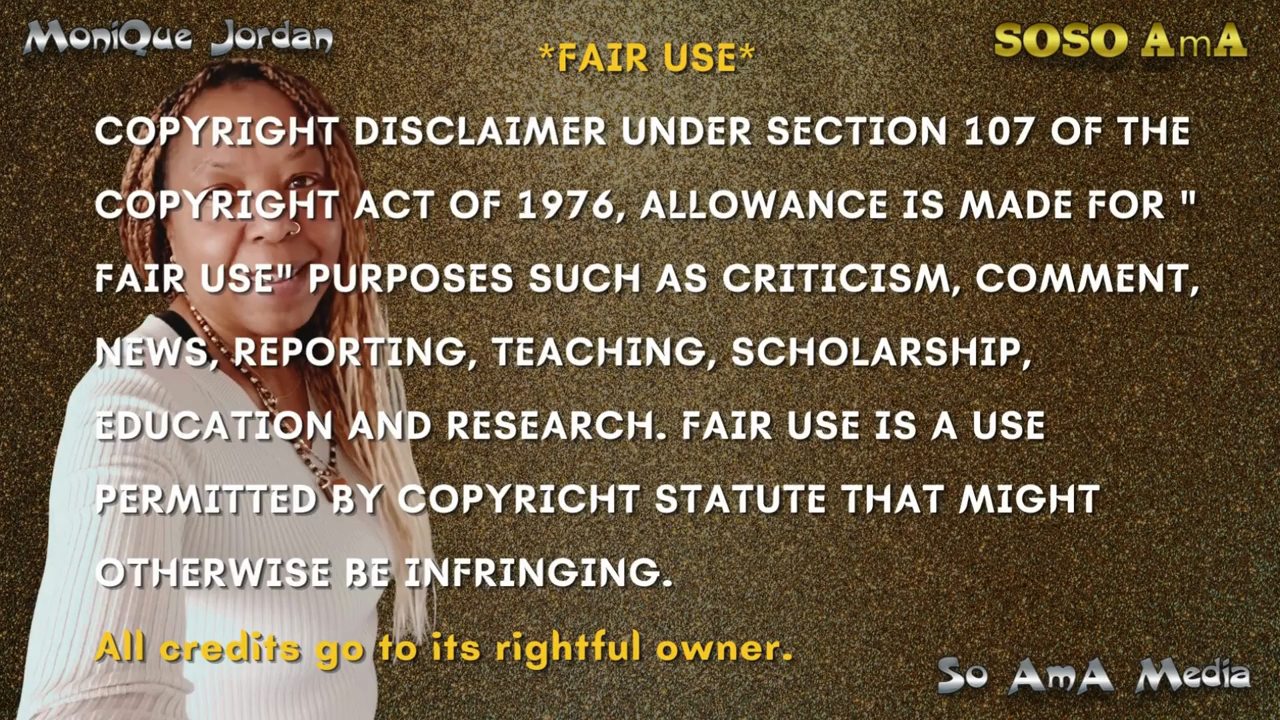 MoniQue Jordan
SOSO AmA
*FAIR USE*
COPYRIGHT DISCLAIMER UNDER SECTION 107 OF THE
COPYRIGHT ACT OF 1976, ALLOWANCE IS MADE FOR "
FAIR USE" PURPOSES SUCH AS CRITICISM, COMMENT,
NEWS, REPORTING, TEACHING, SCHOLARSHIP,
EDUCATION AND RESEARCH. FAIR USE IS A USE
PERMITTED BY COPYRICHT STATUTE THAT MIGHT
OTHERWISE BE INFRINGING.
All credits go to its rightful owner.
So AmA Media